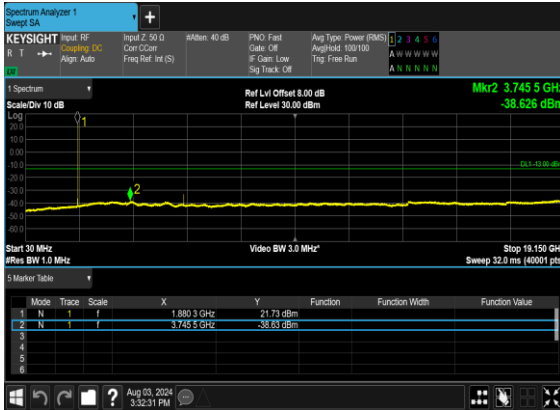 Spectrum Analyzer 1
Swept SA
+
KEYSIGHT Input: RF Input Z: 50 Ω #Atten: 40 dB PNO: Fast Avg Type: Power (RMS) 1 2 3 4 5 6
R T Coupling: DC Corr CCorr Gate: Off Avg|Hold: 100/100 A W W W W W
Align: Auto Freq Ref: Int (S) IF Gain: Low Trig: Free Run
Sig Track: Off A N N N N N
1 Spectrum Ref Lvl Offset 8.00 dB Mkr2 3.745 5 GHz
Scale/Div 10 dB Ref Level 30.00 dBm -38.626 dBm
Log
1
20.0
10.0
0.00
-10.0
DL1 -13.00 dBm
-20.0
-30.0
2
-40.0
-50.0
-60.0
Start 30 MHz Video BW 3.0 MHz* Stop 19.150 GHz
#Res BW 1.0 MHz Sweep 32.0 ms (40001 pts)
5 Marker Table
Mode Trace Scale X Y Function Function Width Function Value
1 N 1 f 1.880 3 GHz 21.73 dBm
2 N 1 f 3.745 5 GHz -38.63 dBm
3
4
5
6
? Aug 03, 2024
3:32:31 PM